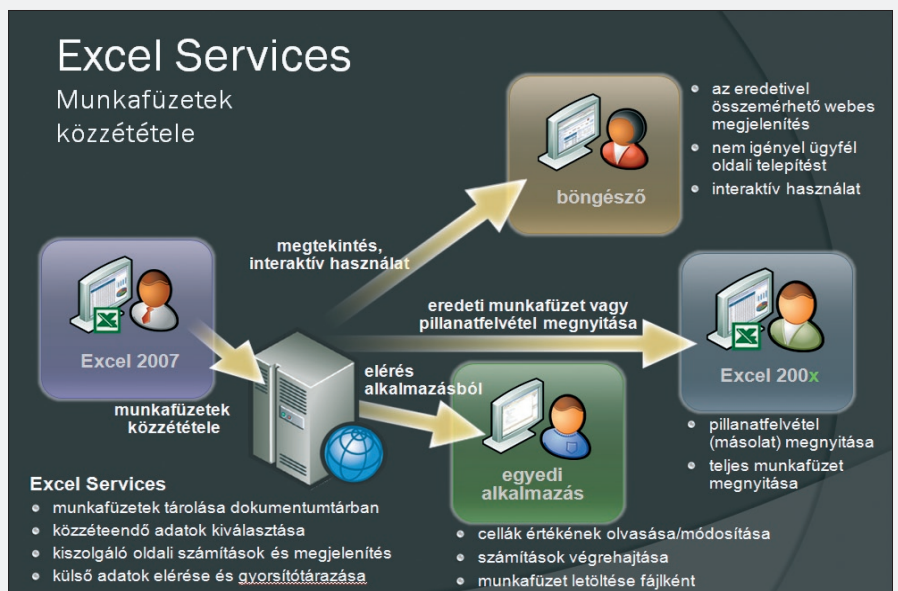 Excel Services
Munkafüzetek
közzététele
böngésző
• az eredetivel
összemérhető webes
megjelenítés
• nem igényel ügyfél
oldali telepítést
• interaktív használat
megtekintés,
interaktív használat
Excel 2007
munkafüzetek
közzététele
eredeti munkafüzet vagy
pillanatfelvétel megnyitása
Excel 200x
• pillanatfelvétel
(másolat) megnyitása
• teljes munkafüzet
megnyitása
elérés
alkalmazásból
egyedi
alkalmazás
• cellák értékének olvasása/módosítása
• számítások végrehajtása
• munkafüzet letöltése fájlként
Excel Services
• munkafüzetek tárolása dokumentumtárban
• közzéteendő adatok kiválasztása
• kiszolgáló oldali számítások és megjelenítés
• külső adatok elérése és gyorsítótárazása